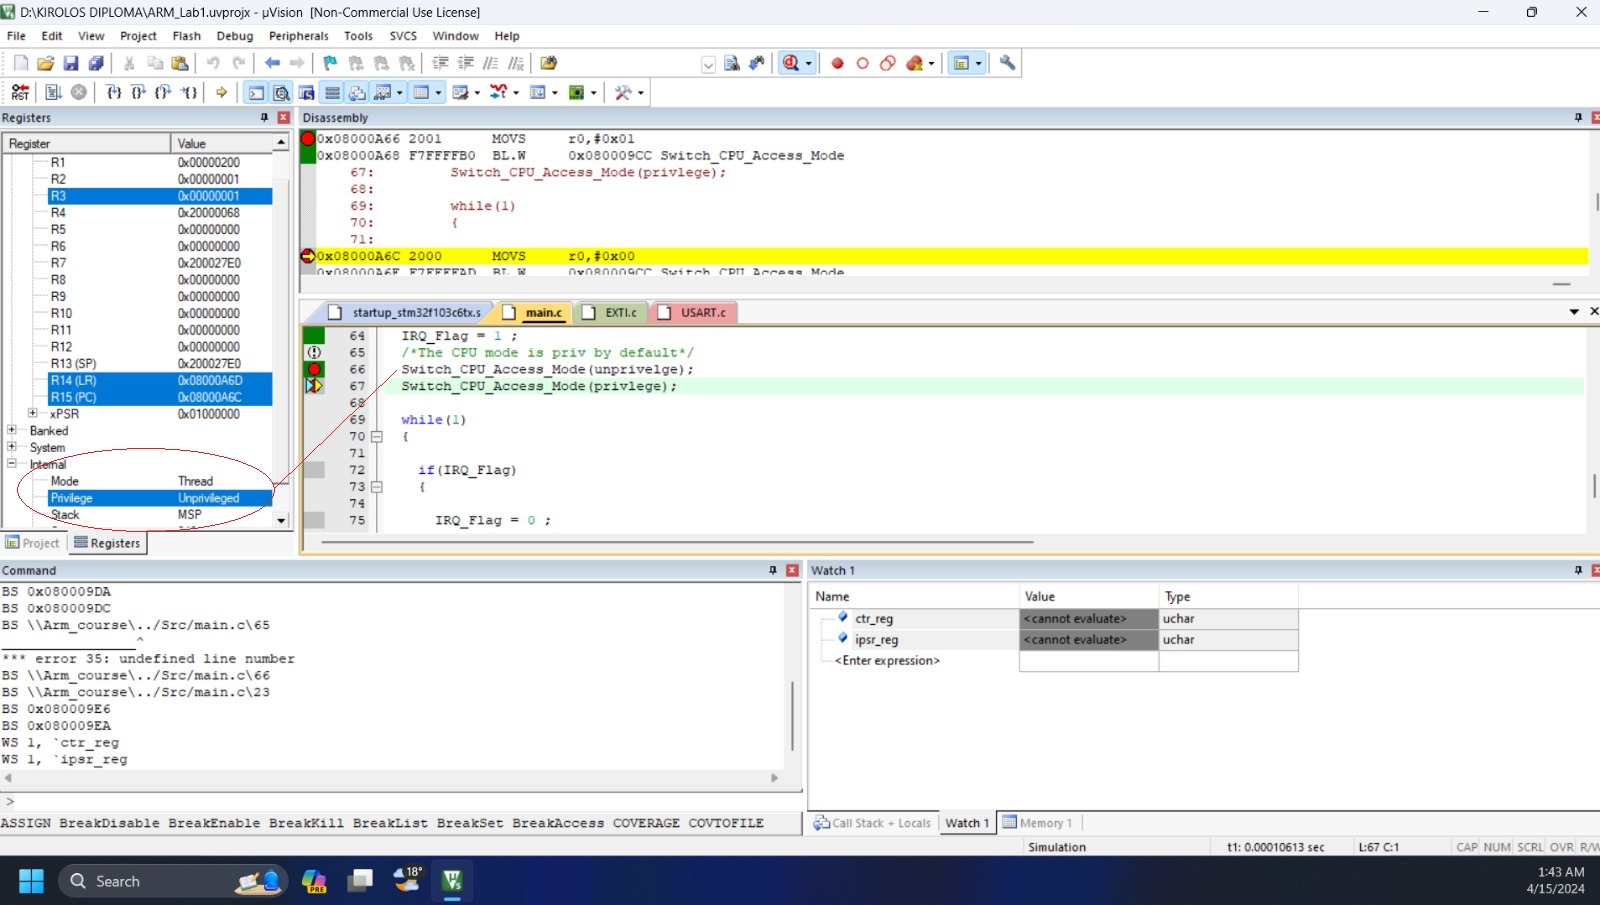 D:\KIROLOS DIPLOMA\ARM_Lab1.uvprojx - µVision [Non-Commercial Use License]
File Edit View Project Flash Debug Peripherals Tools SVCS Window Help
RST
Registers
Register Value
R1 0x00000200
R2 0x00000001
R3 0x00000001
R4 0x20000068
R5 0x00000000
R6 0x00000000
R7 0x200027E0
R8 0x00000000
R9 0x00000000
R10 0x00000000
R11 0x00000000
R12 0x00000000
R13 (SP) 0x200027E0
R14 (LR) 0x08000A6D
R15 (PC) 0x08000A6C
xPSR 0x01000000
Banked
System
Internal
Mode Thread
Privilege Unprivileged
Stack MSP
Project Registers
Disassembly
0x08000A66 2001 MOVS r0,#0x01
0x08000A68 F7FFFFB0 BL.W 0x080009CC Switch_CPU_Access_Mode
67: Switch_CPU_Access_Mode(privlege);
68:
69: while(1)
70: {
71:
0x08000A6C 2000 MOVS r0,#0x00
0x08000A6E F7FFFFAD BL.W 0x080009CC Switch_CPU_Access_Mode
startup_stm32f103c6tx.s main.c EXTI.c USART.c
64 IRQ_Flag = 1 ;
65 /*The CPU mode is priv by default*/
66 Switch_CPU_Access_Mode(unprivelge);
67 Switch_CPU_Access_Mode(privlege);
68
69 while(1)
70 {
71
72 if(IRQ_Flag)
73 {
74
75 IRQ_Flag = 0 ;
Command
BS 0x080009DA
BS 0x080009DC
BS \\Arm_course\../Src/main.c\65
^
*** error 35: undefined line number
BS \\Arm_course\../Src/main.c\66
BS \\Arm_course\../Src/main.c\23
BS 0x080009E6
BS 0x080009EA
WS 1, `ctr_reg
WS 1, `ipsr_reg
>
ASSIGN BreakDisable BreakEnable BreakKill BreakList BreakSet BreakAccess COVERAGE COVTOFILE
Watch 1
Name Value Type
ctr_reg <cannot evaluate> uchar
ipsr_reg <cannot evaluate> uchar
<Enter expression>
Call Stack + Locals Watch 1 Memory 1
Simulation t1: 0.00010613 sec L:67 C:1 CAP NUM SCRL OVR R/W
Search
PRE
18°
1:43 AM
4/15/2024